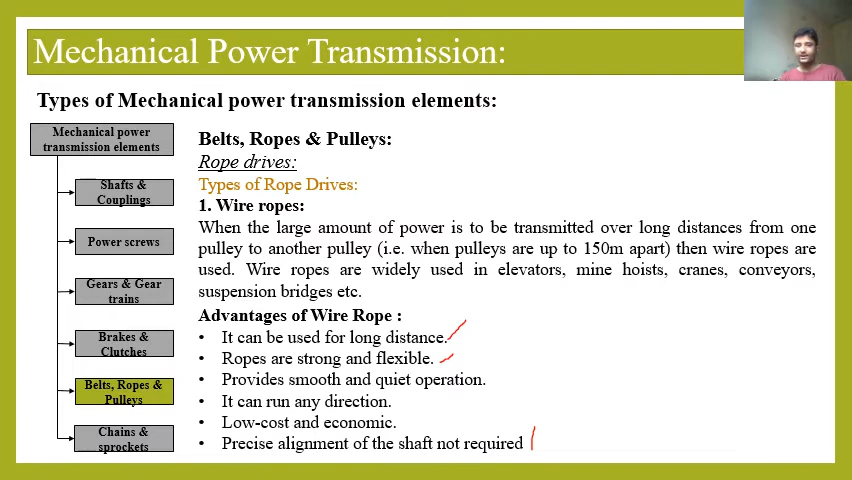 Mechanical Power Transmission:
Types of Mechanical power transmission elements:
Mechanical power
transmission elements
Shafts &
Couplings
Power screws
Gears & Gear
trains
Brakes &
Clutches
Belts, Ropes &
Pulleys
Chains &
sprockets
Belts, Ropes & Pulleys:
Rope drives:
Types of Rope Drives:
1. Wire ropes:
When the large amount of power is to be transmitted over long distances from one
pulley to another pulley (i.e. when pulleys are up to 150m apart) then wire ropes are
used. Wire ropes are widely used in elevators, mine hoists, cranes, conveyors,
suspension bridges etc.
Advantages of Wire Rope :
• It can be used for long distance.
• Ropes are strong and flexible.
• Provides smooth and quiet operation.
• It can run any direction.
• Low-cost and economic.
• Precise alignment of the shaft not required